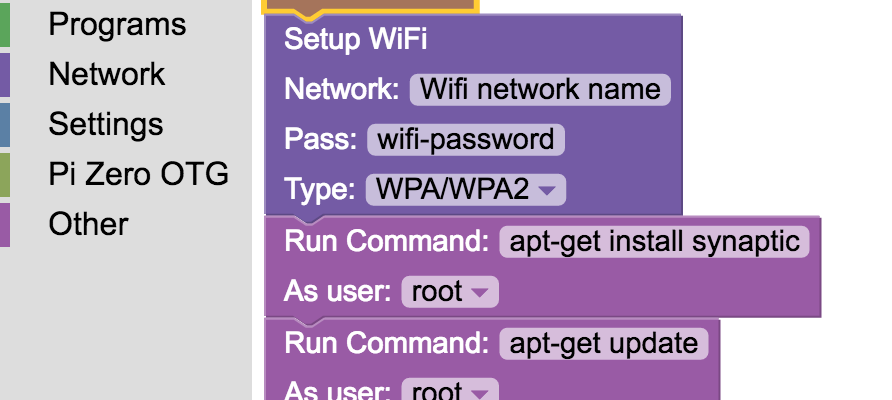 Programs
Network
Settings
Pi Zero OTG
Other
Setup WiFi
Network: Wifi network name
Pass: wifi-password
Type: WPA/WPA2
Run Command: apt-get install synaptic
As user: root
Run Command: apt-get update
As user: root